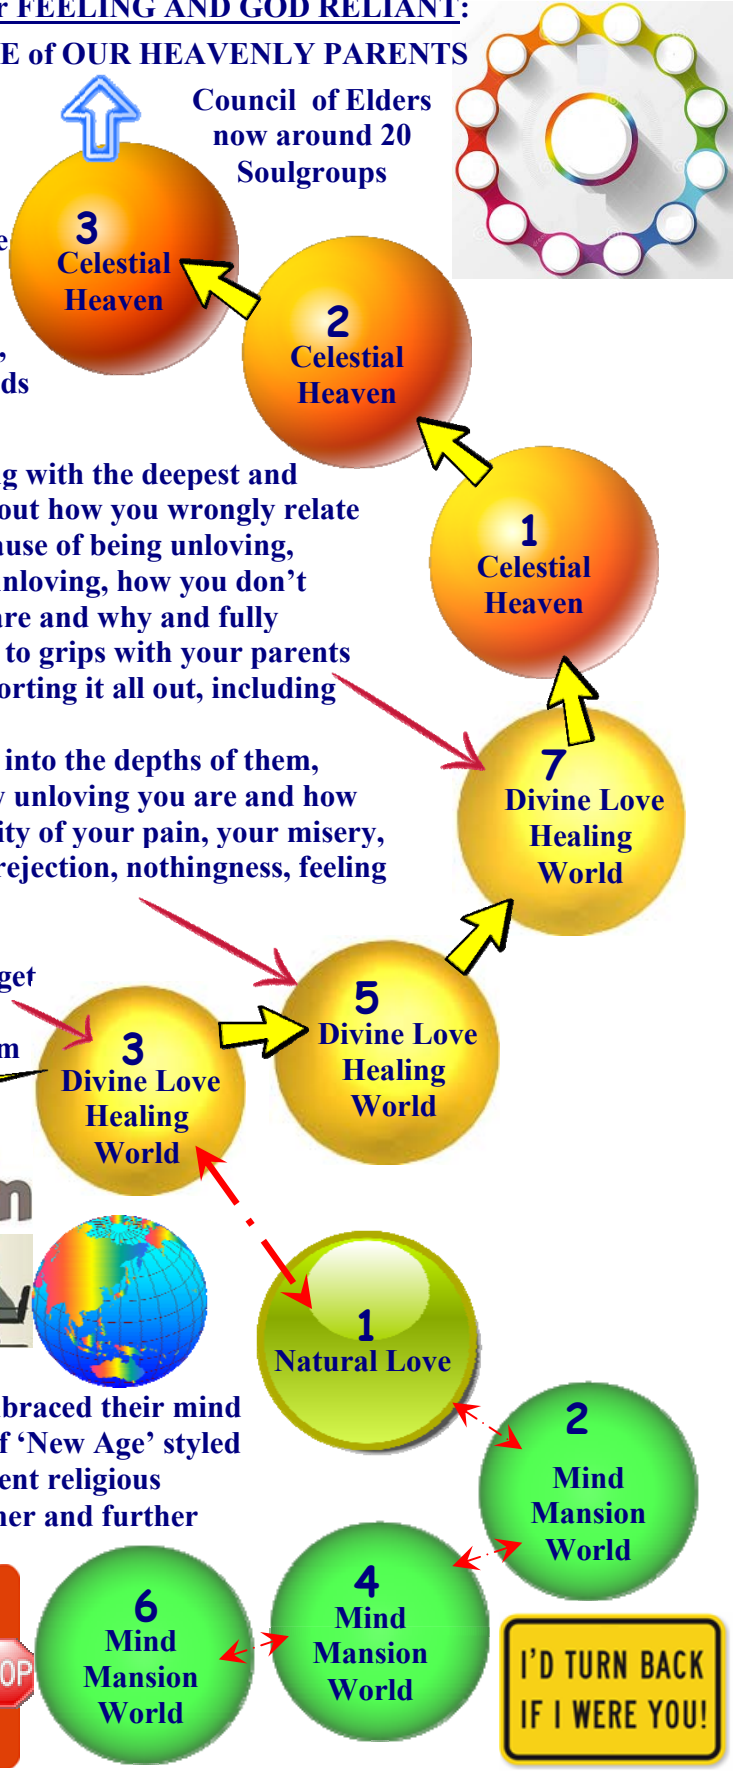 r FEELING AND GOD RELIANT:
E of OUR HEAVENLY PARENTS
Council of Elders
now around 20
Soulgroups
3
Celestial
Heaven
e
2
Celestial
Heaven
,
ds
g with the deepest and
out how you wrongly relate
ause of being unloving,
nloving, how you don't
are and why and fully
to grips with your parents
orting it all out, including
1
Celestial
Heaven
into the depths of them,
y unloving you are and how
ity of your pain, your misery,
rejection, nothingness, feeling
7
Divine Love
Healing
World
get
m
3
Divine Love
Healing
World
5
Divine Love
Healing
World
m
1
Natural Love
braced their mind
f 'New Age' styled
ent religious
her and further
2
Mind
Mansion
World
4
Mind
Mansion
World
6
Mind
Mansion
World
OP
I'D TURN BACK
IF I WERE YOU!